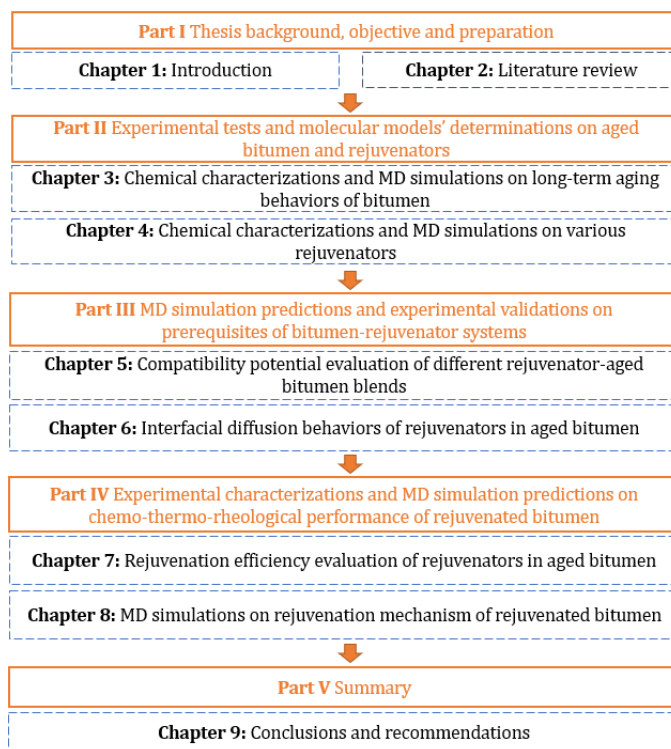 Part I Thesis background, objective and preparation
Chapter 1: Introduction
Chapter 2: Literature review
Part II Experimental tests and molecular models' determinations on aged
bitumen and rejuvenators
Chapter 3: Chemical characterizations and MD simulations on long-term aging
behaviors of bitumen
Chapter 4: Chemical characterizations and MD simulations on various
rejuvenators
Part III MD simulation predictions and experimental validations on
prerequisites of bitumen-rejuvenator systems
Chapter 5: Compatibility potential evaluation of different rejuvenator-aged
bitumen blends
Chapter 6: Interfacial diffusion behaviors of rejuvenators in aged bitumen
Part IV Experimental characterizations and MD simulation predictions on
chemo-thermo-rheological performance of rejuvenated bitumen
Chapter 7: Rejuvenation efficiency evaluation of rejuvenators in aged bitumen
Chapter 8: MD simulations on rejuvenation mechanism of rejuvenated bitumen
Part V Summary
Chapter 9: Conclusions and recommendations